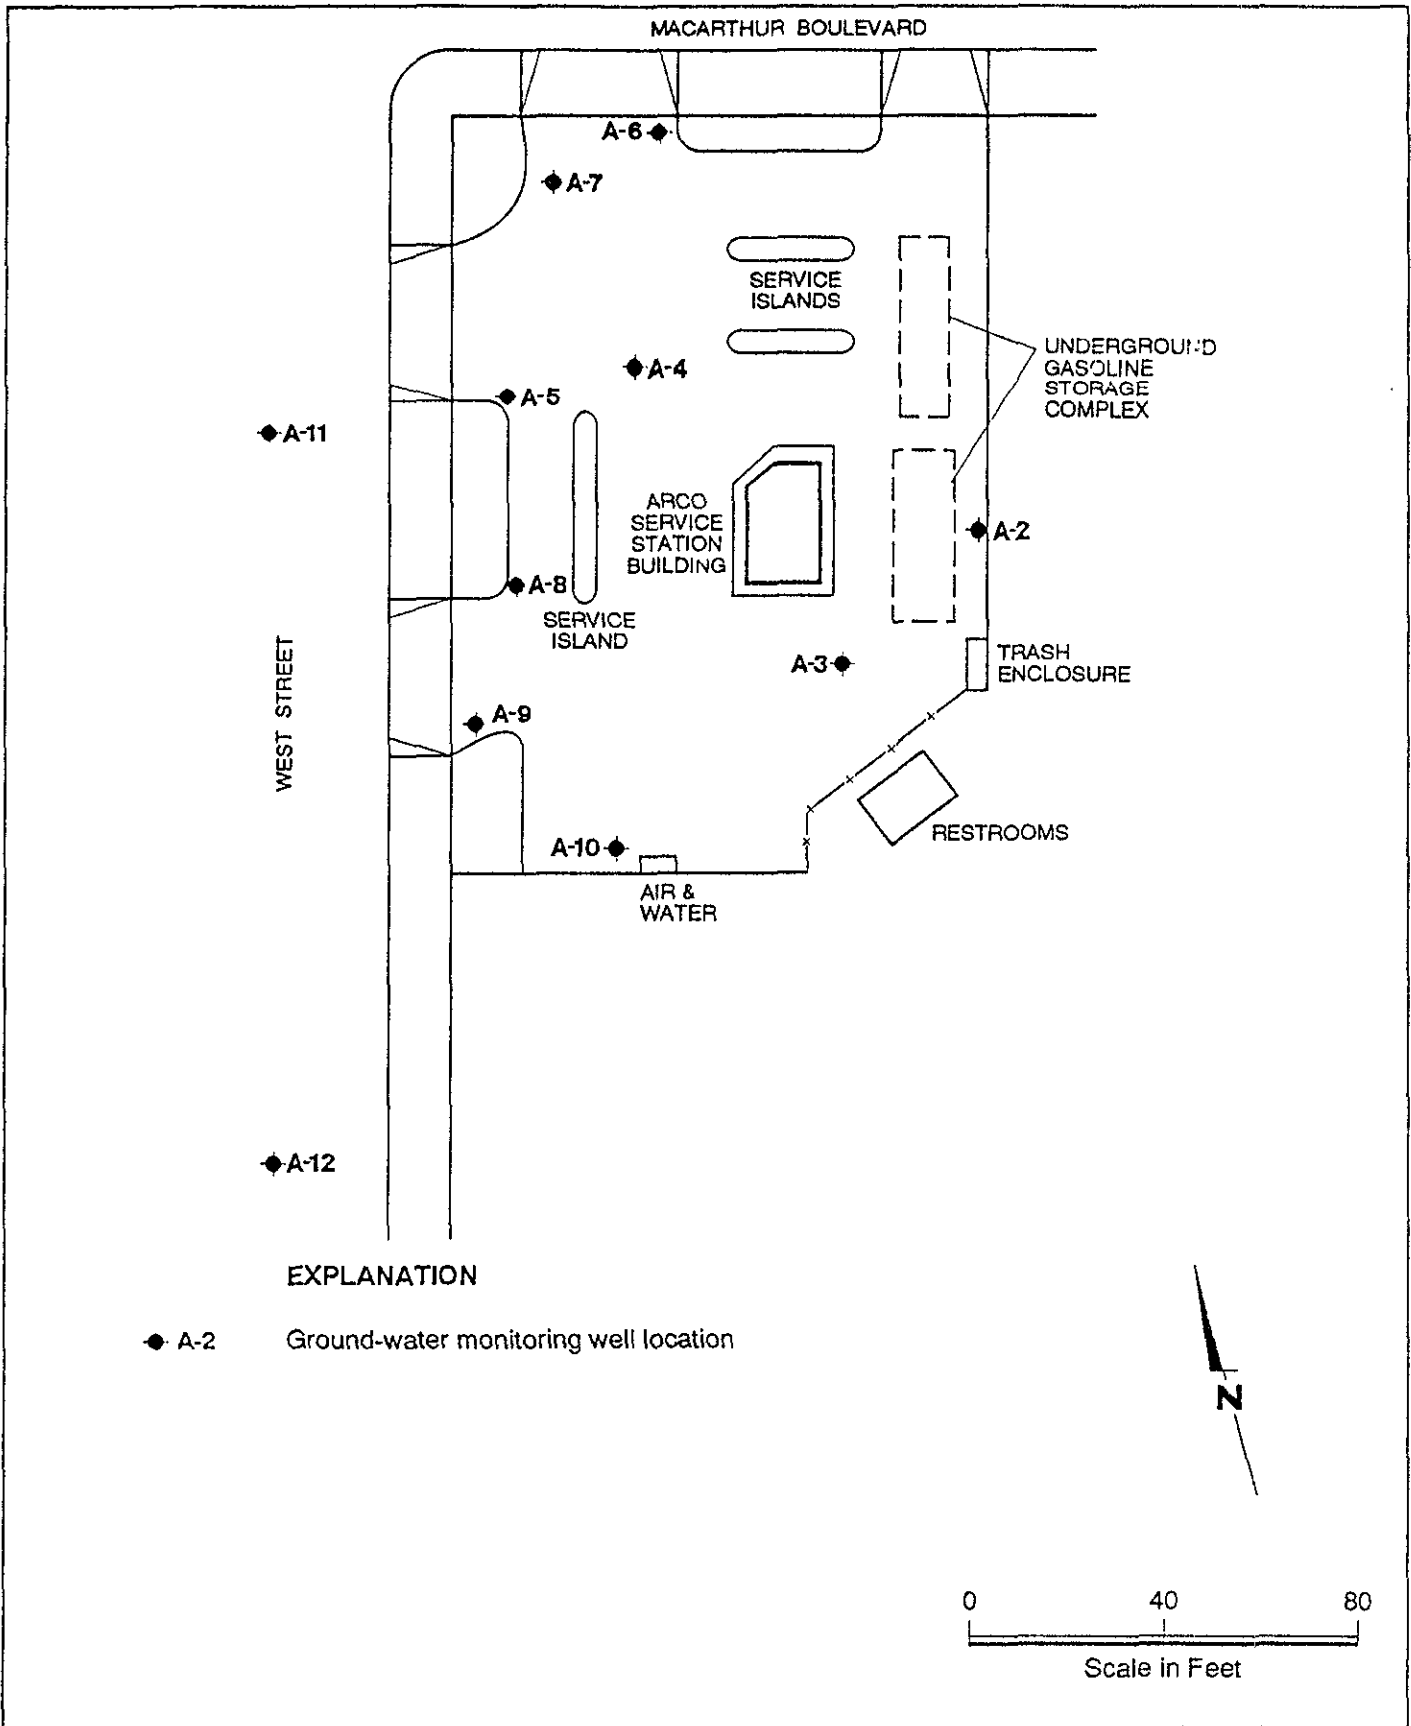 MACARTHUR BOULEVARD
A-6
A-7
SERVICE
ISLANDS
UNDERGROUND
GASOLINE
STORAGE
COMPLEX
A-4
A-5
A-11
ARCO
SERVICE
STATION
BUILDING
A-2
A-8
SERVICE
ISLAND
WEST STREET
A-3
TRASH
ENCLOSURE
A-9
RESTROOMS
A-10
AIR &
WATER
A-12
EXPLANATION
A-2 Ground-water monitoring well location
N
0 40 80
Scale in Feet